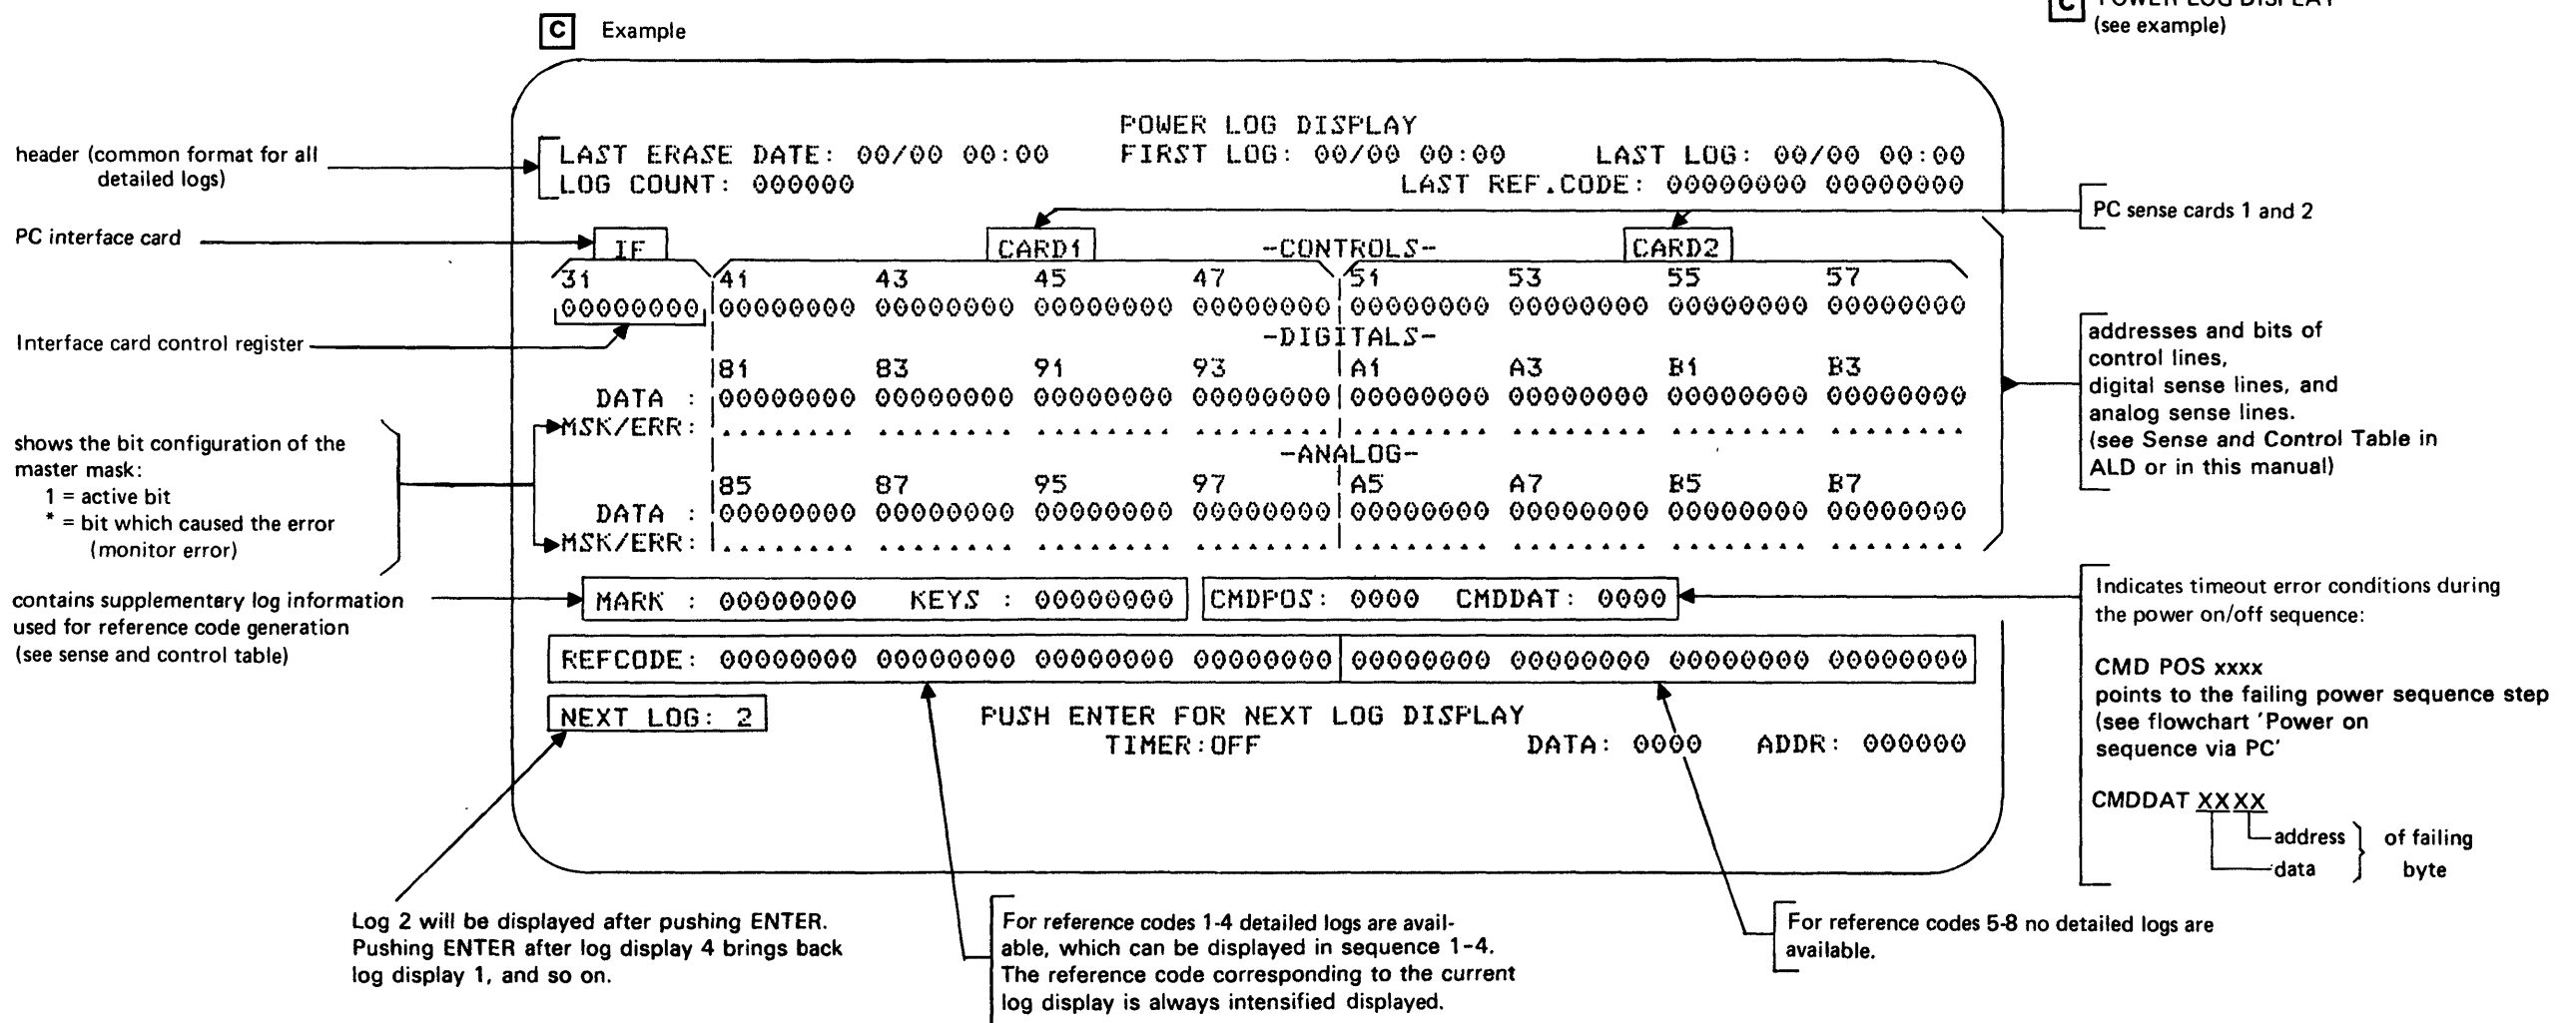 C Example
C POWER LOG DISPLAY
(see example)
POWER LOG DISPLAY
LAST ERASE DATE: 00/00 00:00 FIRST LOG: 00/00 00:00 LAST LOG: 00/00 00:00
LOG COUNT: 000000 LAST REF.CODE: 00000000 00000000
header (common format for all
detailed logs)
PC sense cards 1 and 2
PC interface card
IF CARD1 -CONTROLS- CARD2
31 41 43 45 47 51 53 55 57
00000000 00000000 00000000 00000000 00000000 00000000 00000000 00000000 00000000
Interface card control register
-DIGITALS-
81 83 91 93 A1 A3 B1 B3
DATA : 00000000 00000000 00000000 00000000 00000000 00000000 00000000 00000000
MSK/ERR: ........ ........ ........ ........ ........ ........ ........ ........
-ANALOG-
85 87 95 97 A5 A7 B5 B7
DATA : 00000000 00000000 00000000 00000000 00000000 00000000 00000000 00000000
MSK/ERR: ........ ........ ........ ........ ........ ........ ........ ........
addresses and bits of
control lines,
digital sense lines, and
analog sense lines.
(see Sense and Control Table in
ALD or in this manual)
shows the bit configuration of the
master mask:
1 = active bit
* = bit which caused the error
(monitor error)
contains supplementary log information
used for reference code generation
(see sense and control table)
MARK : 00000000 KEYS : 00000000 CMDPOS: 0000 CMDDAT: 0000
REFCODE: 00000000 00000000 00000000 00000000 00000000 00000000 00000000 00000000
NEXT LOG: 2 PUSH ENTER FOR NEXT LOG DISPLAY
TIMER:OFF DATA: 0000 ADDR: 000000
Indicates timeout error conditions during
the power on/off sequence:
CMD POS xxxx
points to the failing power sequence step
(see flowchart 'Power on
sequence via PC'
CMDDAT XXXX
address
data
of failing
byte
Log 2 will be displayed after pushing ENTER.
Pushing ENTER after log display 4 brings back
log display 1, and so on.
For reference codes 1-4 detailed logs are avail-
able, which can be displayed in sequence 1-4.
The reference code corresponding to the current
log display is always intensified displayed.
For reference codes 5-8 no detailed logs are
available.